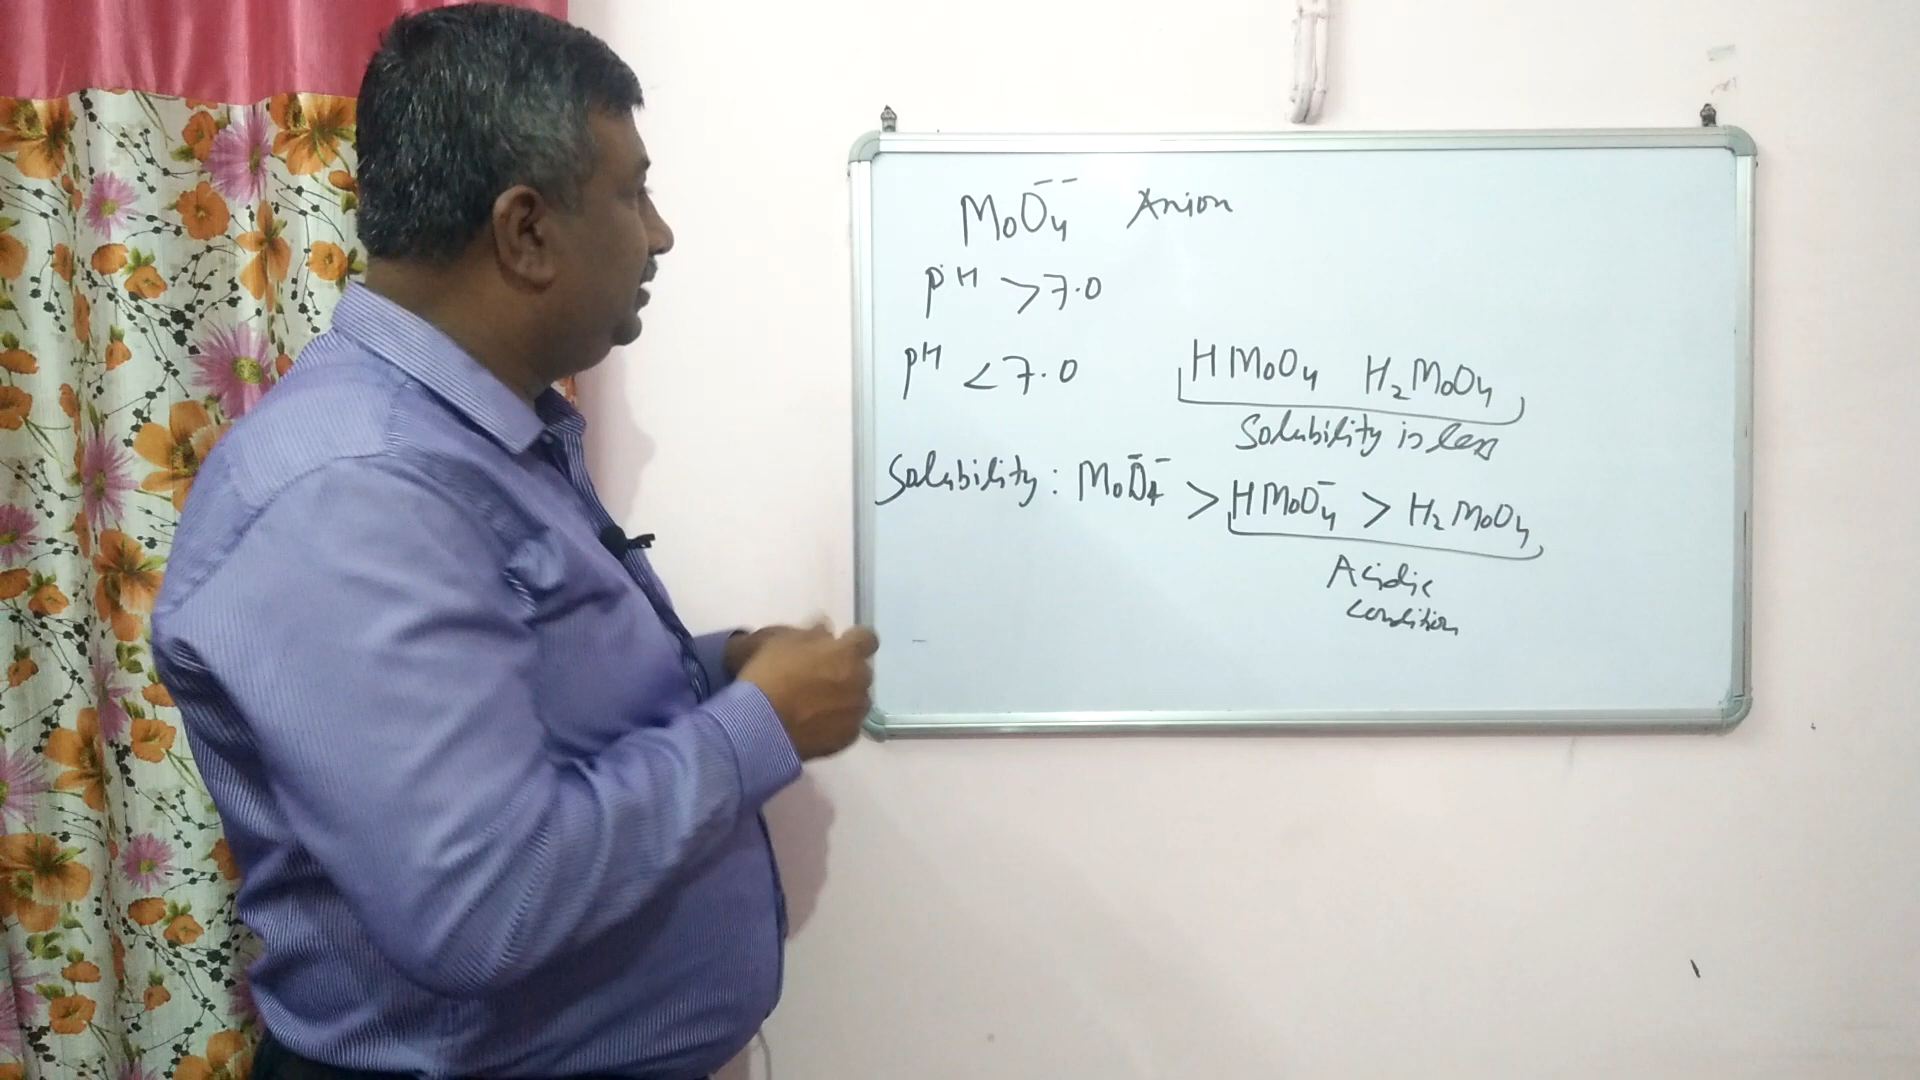 MoO₄⁻⁻ Anion
pH > 7.0
pH < 7.0 HMoO₄ H₂MoO₄
Solubility is less
Solubility : MoO₄⁻⁻ > HMoO₄⁻ > H₂MoO₄
Acidic
condition